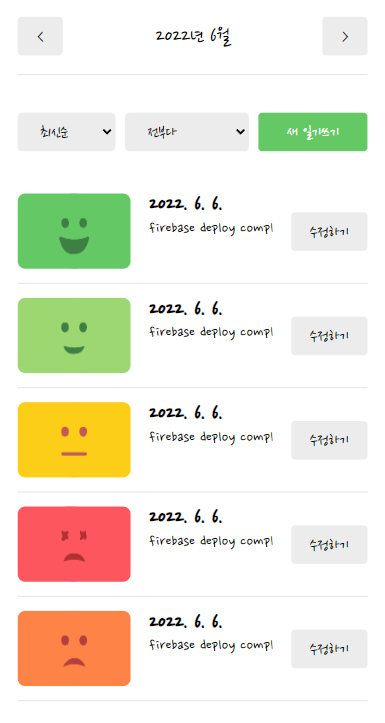 < 2022년 6월 >
최신순 전부다 새 일기쓰기
2022. 6. 6.
firebase deploy compl
수정하기
2022. 6. 6.
firebase deploy compl
수정하기
2022. 6. 6.
firebase deploy compl
수정하기
2022. 6. 6.
firebase deploy compl
수정하기
2022. 6. 6.
firebase deploy compl
수정하기